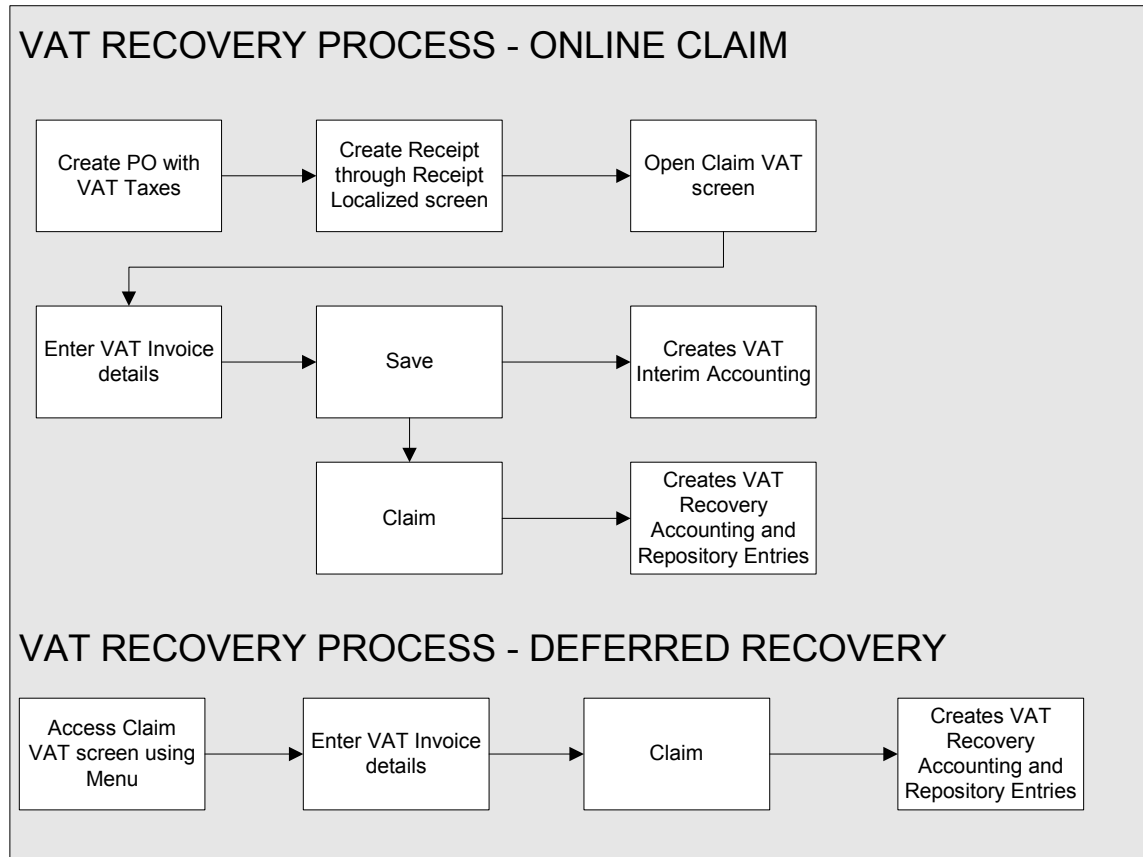 VAT RECOVERY PROCESS - ONLINE CLAIM
Create PO with
VAT Taxes
Create Receipt
through Receipt
Localized screen
Open Claim VAT
screen
Enter VAT Invoice
details
Save
Creates VAT
Interim Accounting
Claim
Creates VAT
Recovery
Accounting and
Repository Entries
VAT RECOVERY PROCESS - DEFERRED RECOVERY
Access Claim
VAT screen using
Menu
Enter VAT Invoice
details
Claim
Creates VAT
Recovery
Accounting and
Repository Entries